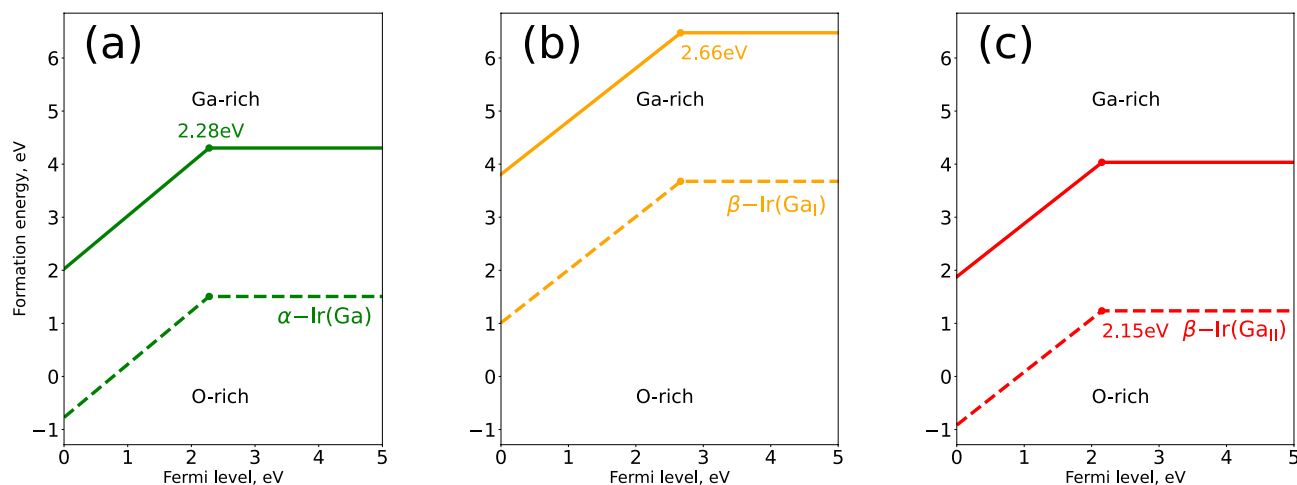 (a)
Formation energy, eV
6
5
4
3
2
1
0
−1
Ga-rich
2.28eV
α−Ir(Ga)
O-rich
0 1 2 3 4 5
Fermi level, eV
(b)
6
5
4
3
2
1
0
−1
2.66eV
Ga-rich
β−Ir(Ga_I)
O-rich
0 1 2 3 4 5
Fermi level, eV
(c)
6
5
4
3
2
1
0
−1
Ga-rich
2.15eV β−Ir(Ga_II)
O-rich
0 1 2 3 4 5
Fermi level, eV